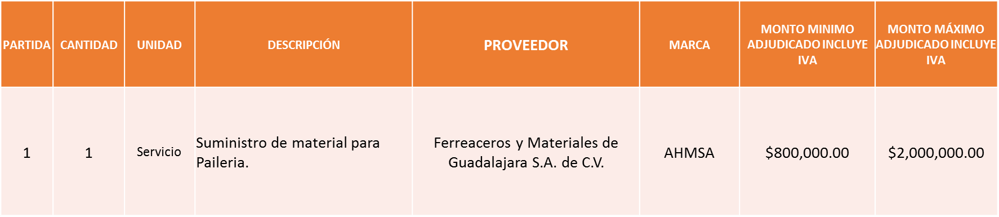 PARTIDA CANTIDAD UNIDAD DESCRIPCIÓN PROVEEDOR MARCA
MONTO MINIMO
ADJUDICADO INCLUYE
IVA
MONTO MÁXIMO
ADJUDICADO INCLUYE
IVA
1 1 Servicio
Suministro de material para
Paileria.
Ferreaceros y Materiales de
Guadalajara S.A. de C.V.
AHMSA $800,000.00 $2,000,000.00